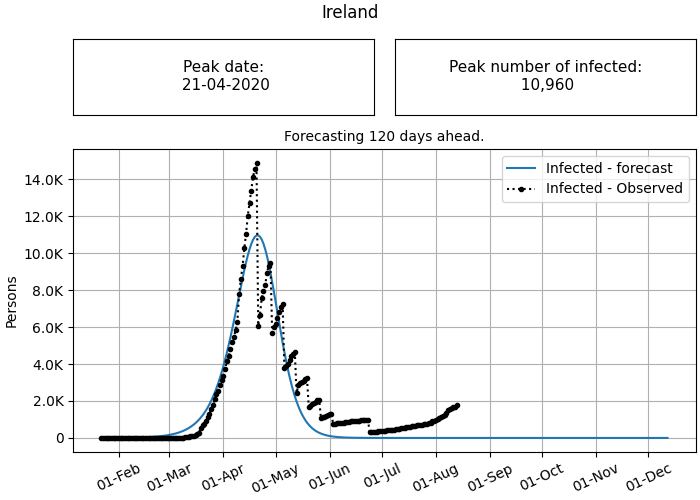 Ireland
Peak date:
21-04-2020
Peak number of infected:
10,960
Forecasting 120 days ahead.
Infected - forecast
Infected - Observed
Persons
14.0K
12.0K
10.0K
8.0K
6.0K
4.0K
2.0K
0
01-Feb
01-Mar
01-Apr
01-May
01-Jun
01-Jul
01-Aug
01-Sep
01-Oct
01-Nov
01-Dec